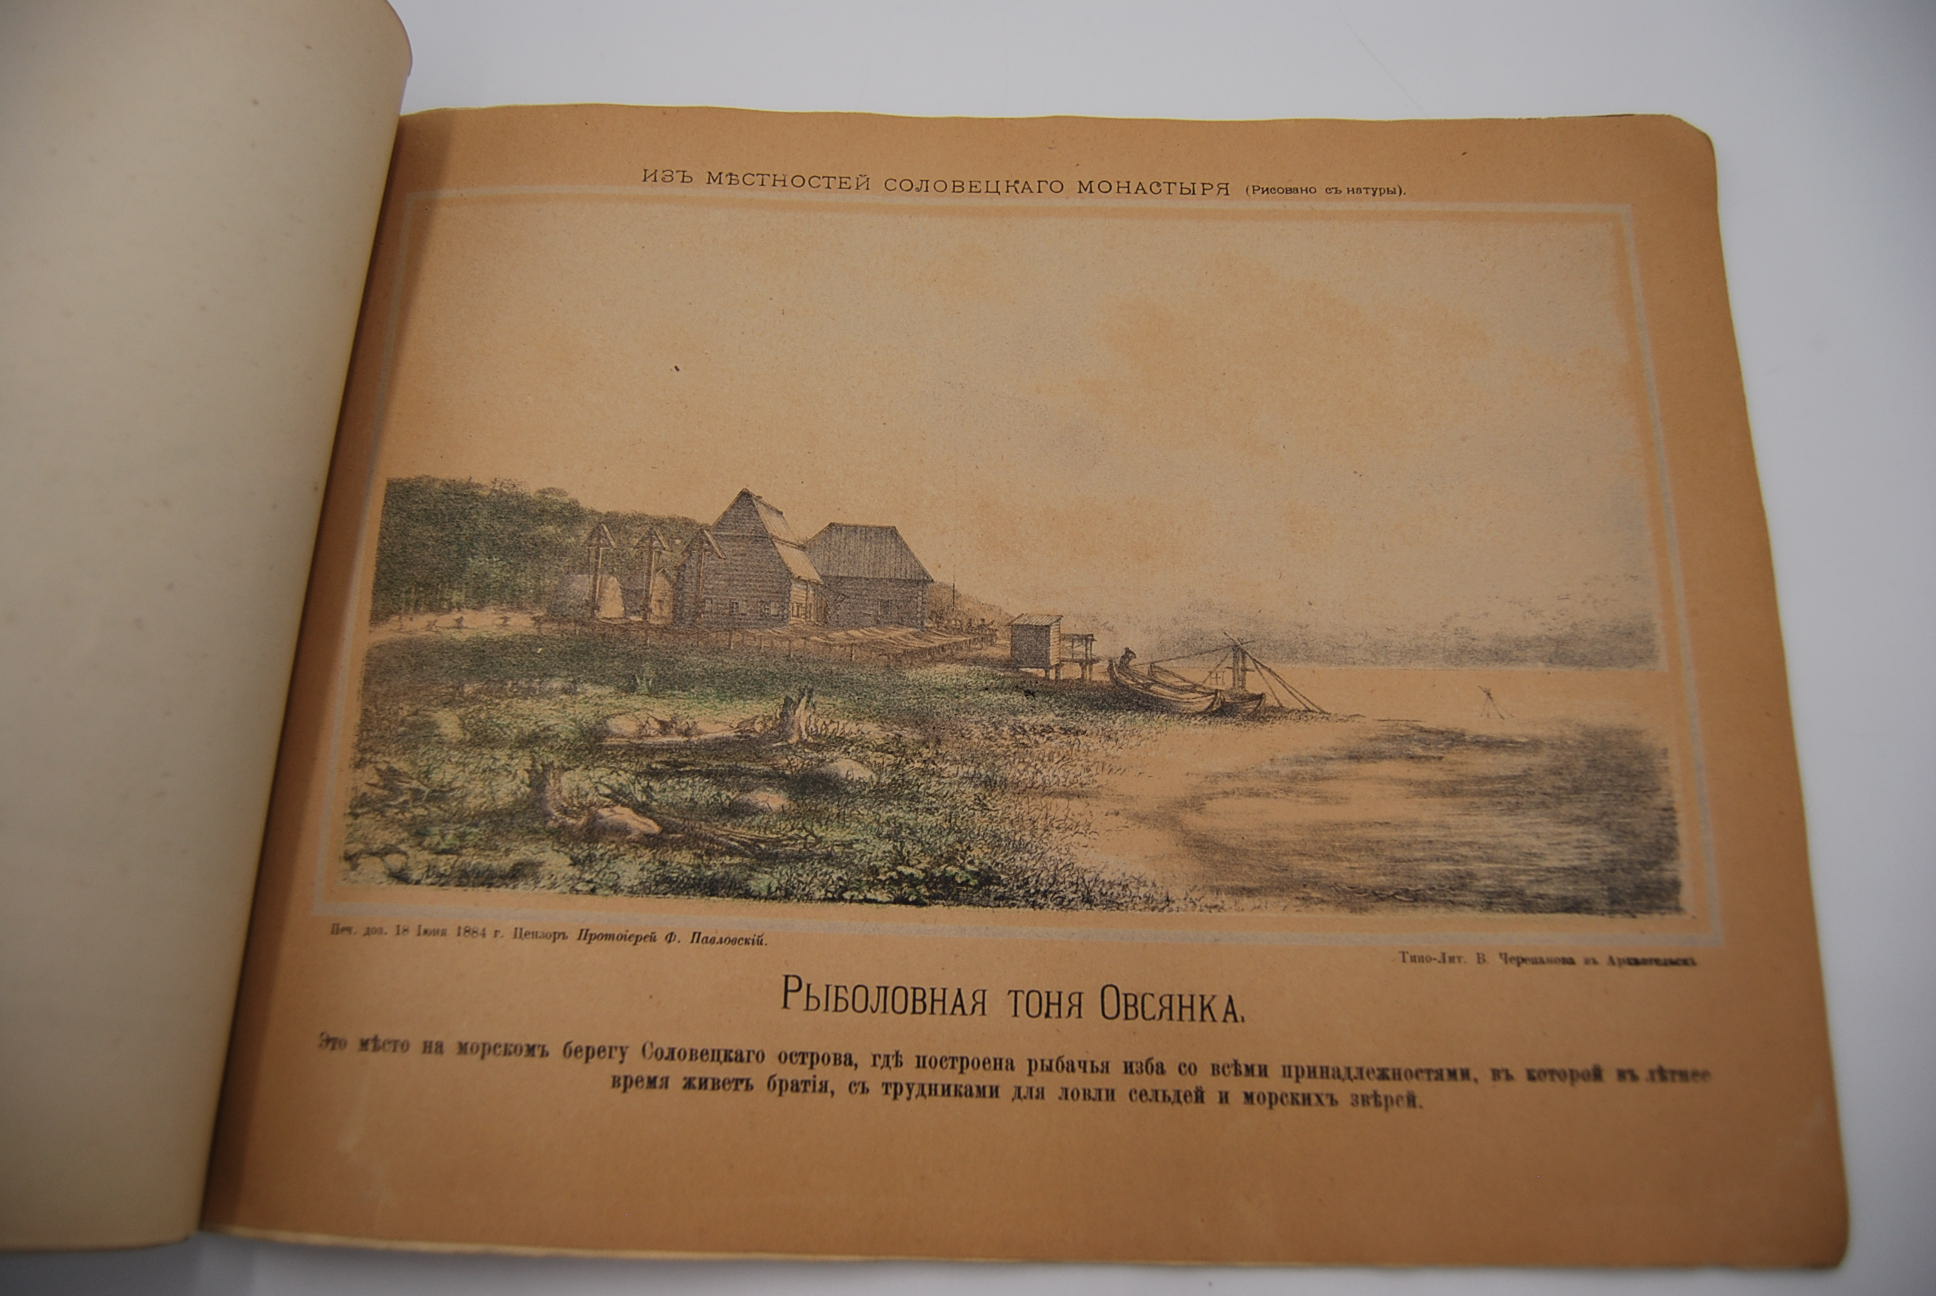 ИЗЪ МѢСТНОСТЕЙ СОЛОВЕЦКАГО МОНАСТЫРЯ (Рисовано съ натуры).
Печ. доз. 18 Іюня 1884 г. Цензоръ Протоіерей Ф. Павловскій.
Типо-Лит. В. Черепанова въ Архангельскѣ
Рыболовная тоня Овсянка.
Это мѣсто на морскомъ берегу Соловецкаго острова, гдѣ построена рыбачья изба со всѣми принадлежностями, въ которой въ лѣтнее
время живетъ братія, съ трудниками для ловли сельдей и морскихъ звѣрей.